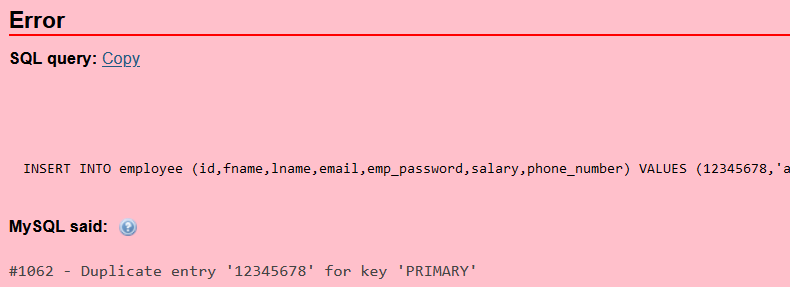 Error
SQL query: Copy
INSERT INTO employee (id,fname,lname,email,emp_password,salary,phone_number) VALUES (12345678,'a
MySQL said:
#1062 - Duplicate entry '12345678' for key 'PRIMARY'